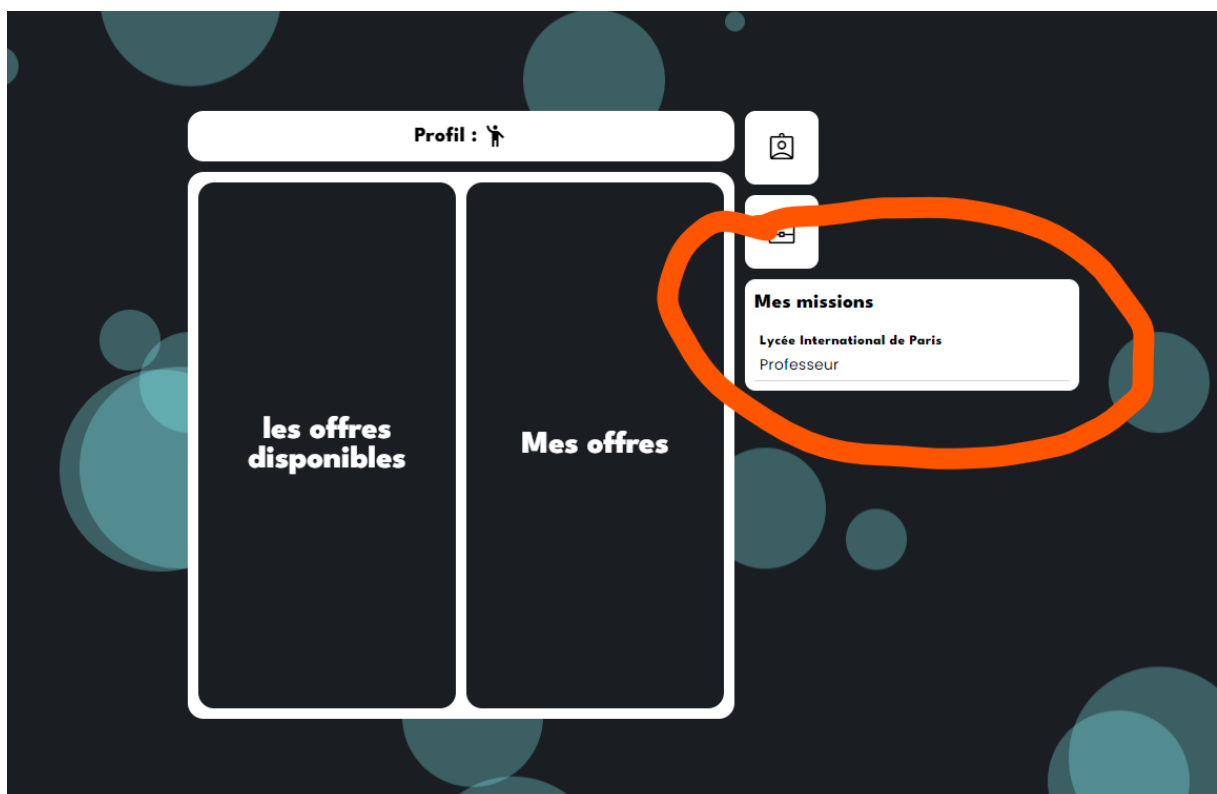 Profil :
les offres
disponibles
Mes offres
Mes missions
Lycée International de Paris
Professeur